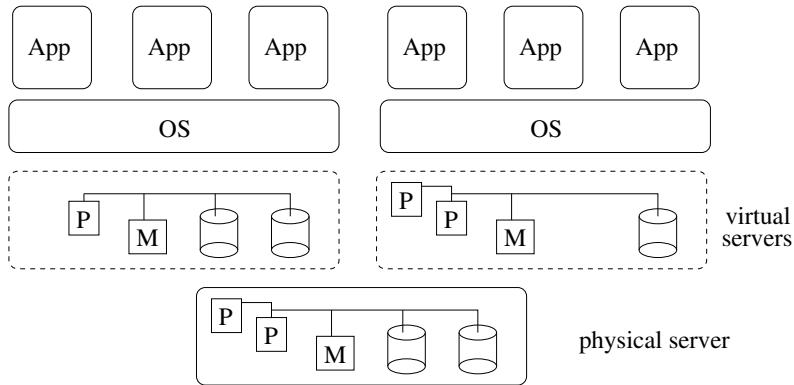 App App App App App App
OS OS
P P P M M
virtual
servers
P P M
physical server